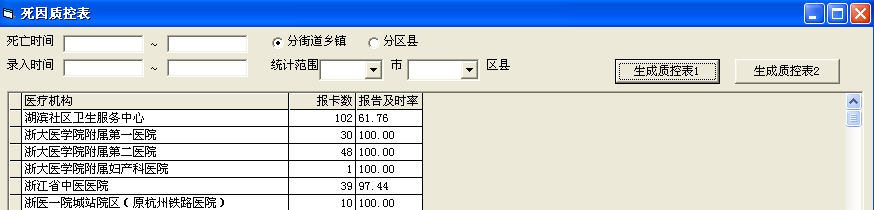 死因质控表
死亡时间 ~ 分街道乡镇 分区县
录入时间 ~ 统计范围 市 区县 生成质控表1 生成质控表2
医疗机构 报卡数 报告及时率
湖滨社区卫生服务中心 102 61.76
浙大医学院附属第一医院 30 100.00
浙大医学院附属第二医院 48 100.00
浙大医学院附属妇产科医院 1 100.00
浙江省中医医院 39 97.44
浙医一院城站院区（原杭州铁路医院） 10 100.00